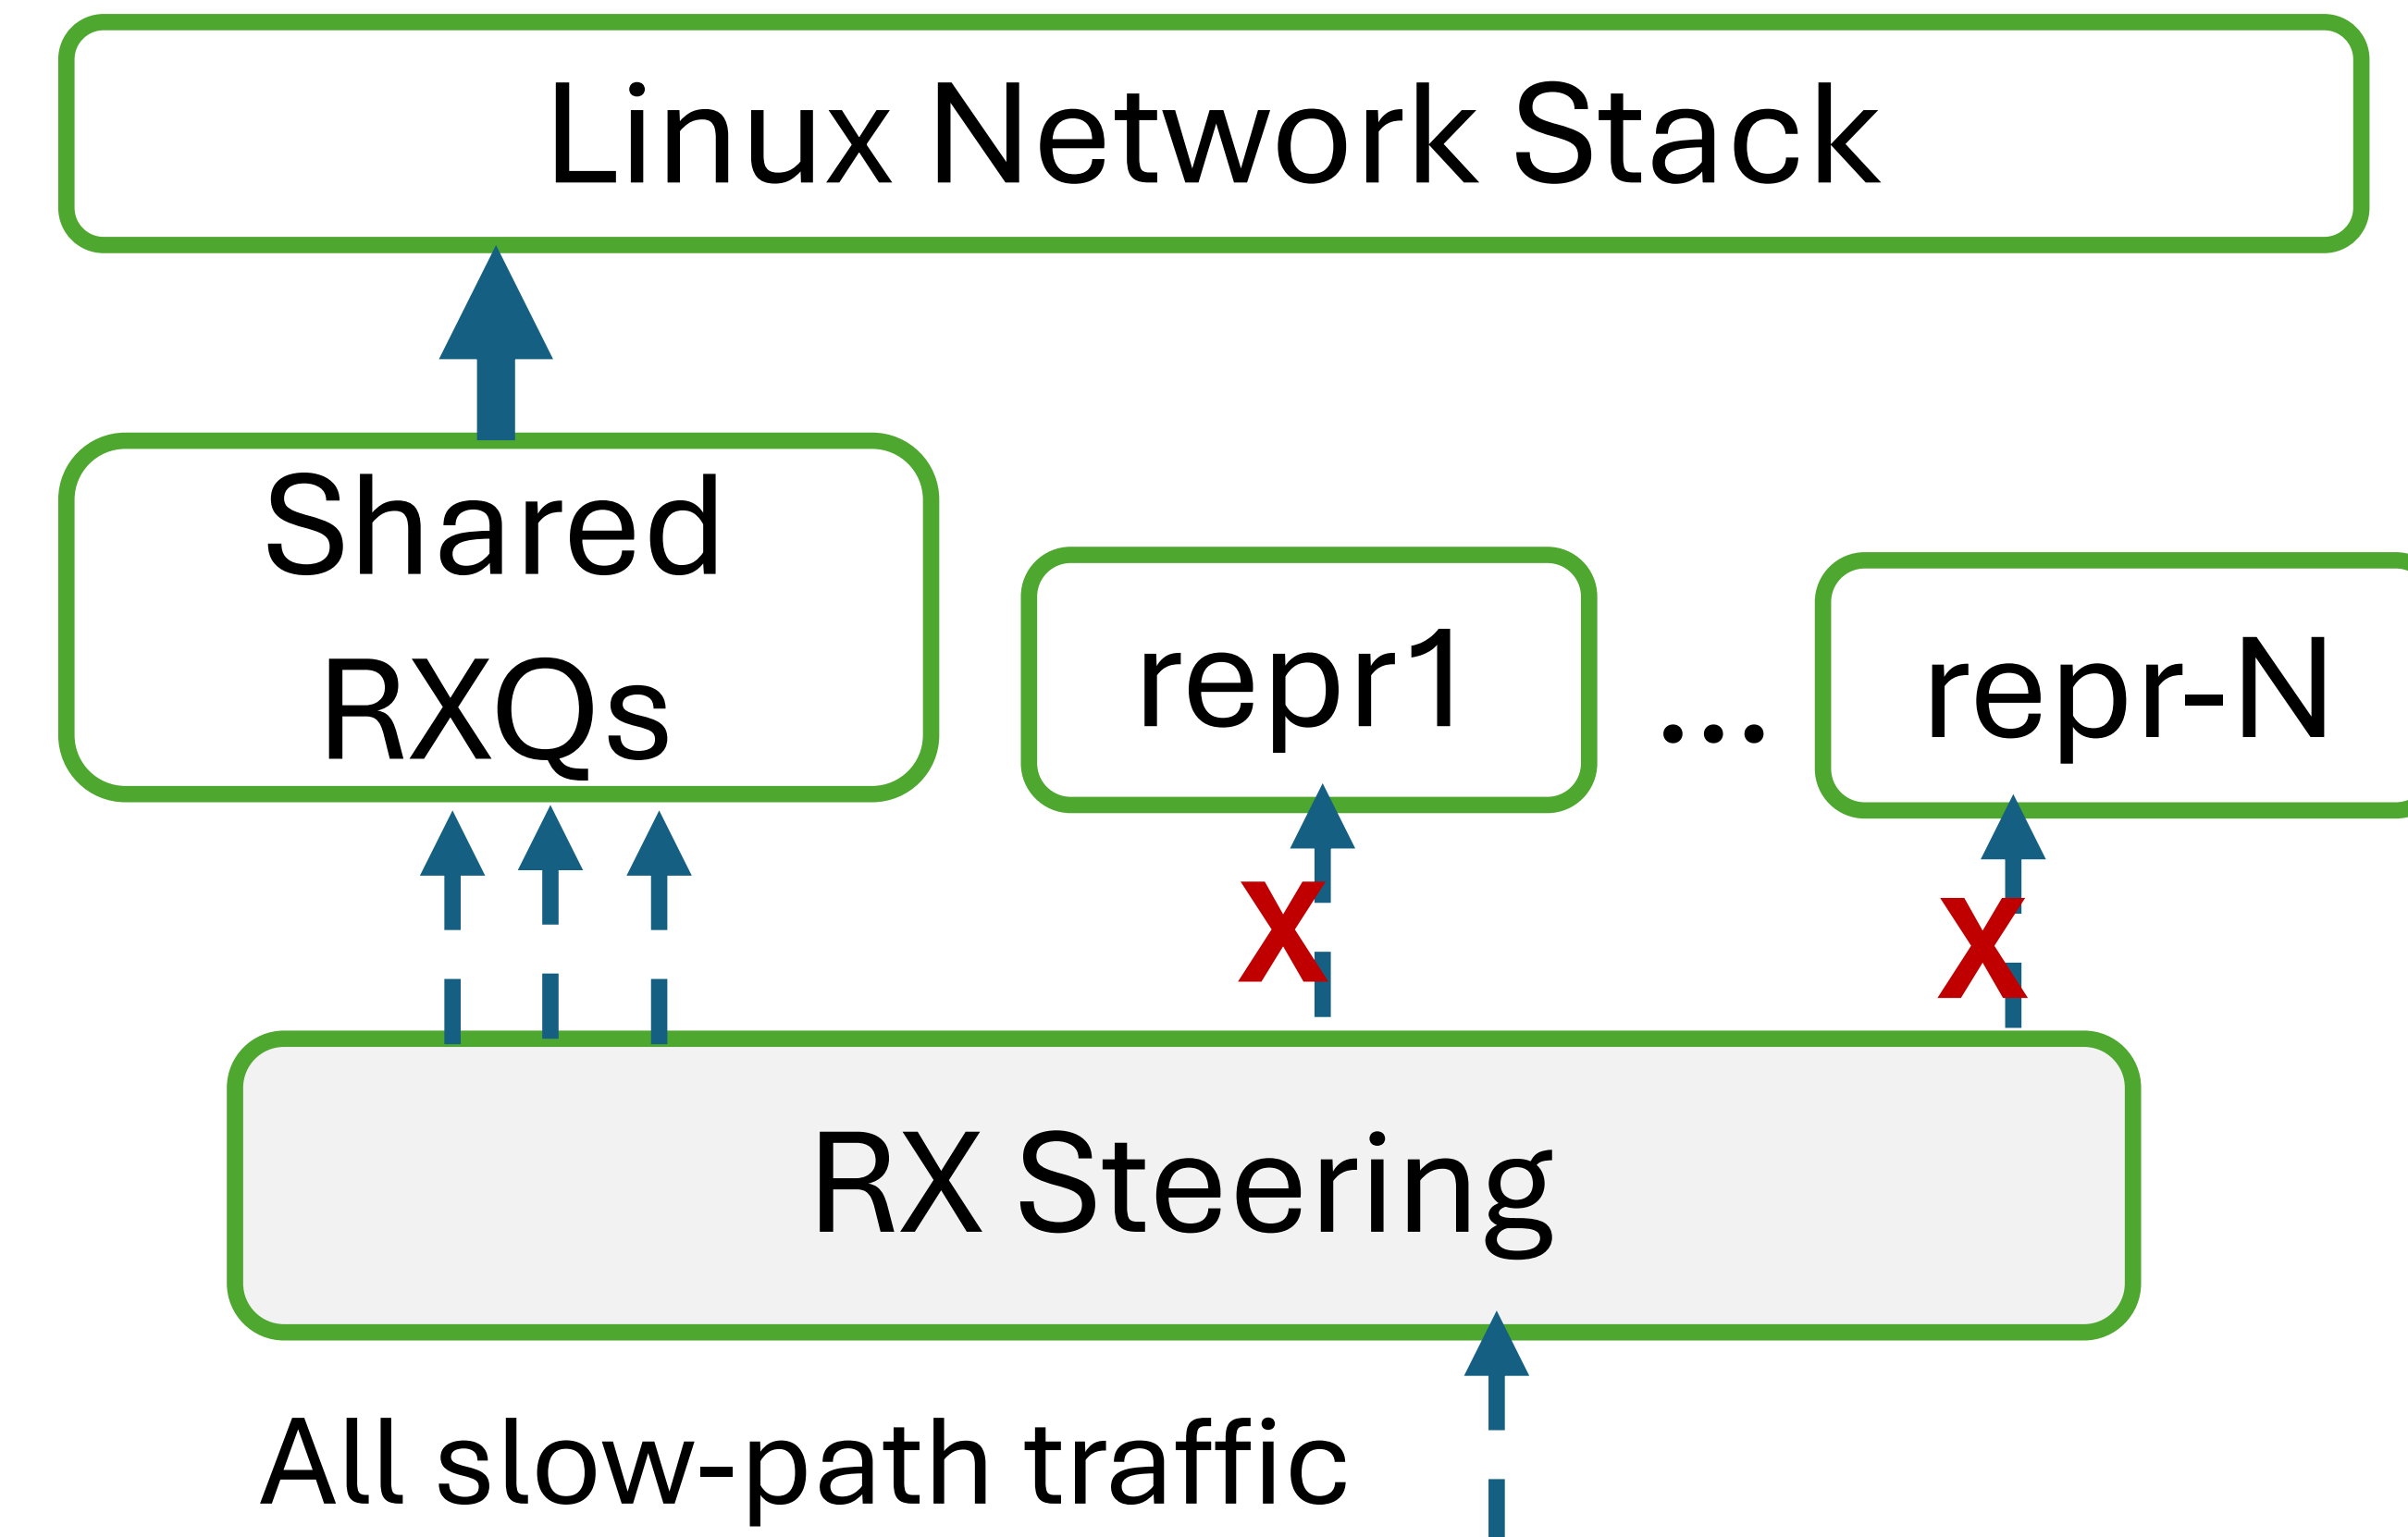 Linux Network Stack
Shared
RXQs
repr1
...
repr-N
X
X
RX Steering
All slow-path traffic